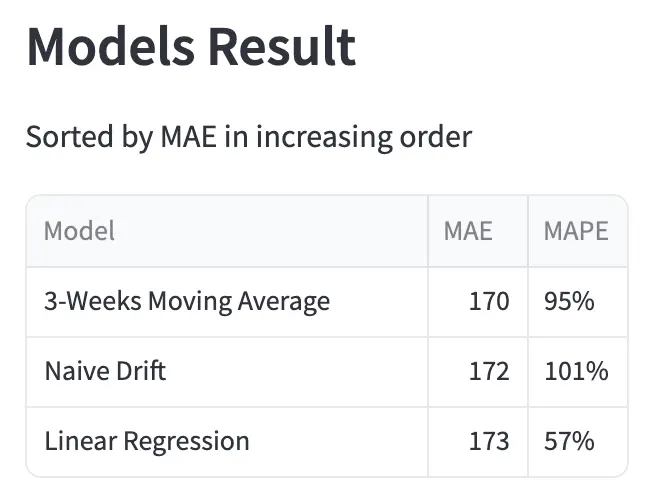 Models Result
Sorted by MAE in increasing order
Model MAE MAPE
3-Weeks Moving Average 170 95%
Naive Drift 172 101%
Linear Regression 173 57%